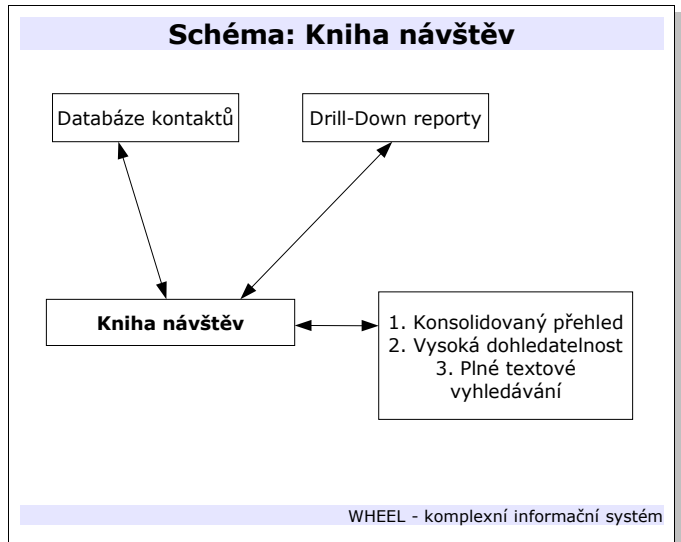 Schéma: Kniha návštěv
Databáze kontaktů
Drill-Down reporty
Kniha návštěv
1. Konsolidovaný přehled
2. Vysoká dohledatelnost
3. Plné textové
vyhledávání
WHEEL - komplexní informační systém